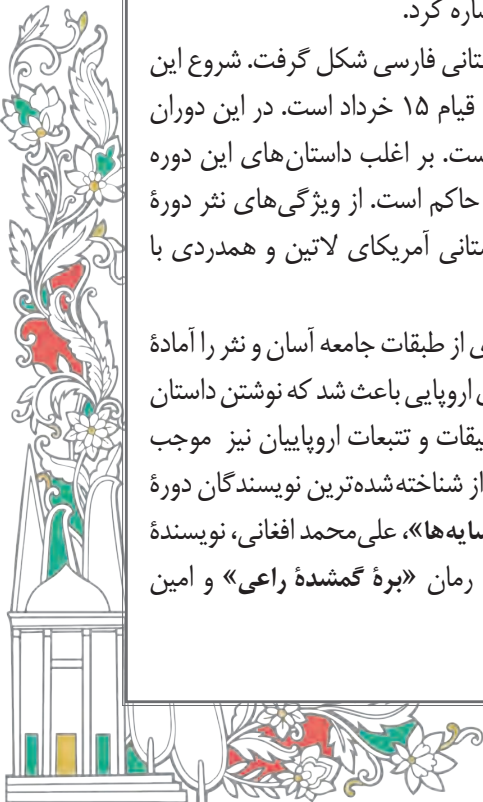 شاره کرد.
ستانی فارسی شکل گرفت. شروع این
قیام ۱۵ خرداد است. در این دوران
ست. بر اغلب داستان‌های این دوره
حاکم است. از ویژگی‌های نثر دورهٔ
ستانی آمریکای لاتین و همدردی با
ی از طبقات جامعه آسان و نثر را آمادهٔ
ی اروپایی باعث شد که نوشتن داستان
یقات و تتبعات اروپاییان نیز موجب
از شناخته‌شده‌ترین نویسندگان دورهٔ
سایه‌ها»، علی‌محمد افغانی، نویسندهٔ
رمان «برهٔ گمشدهٔ راعی» و امین